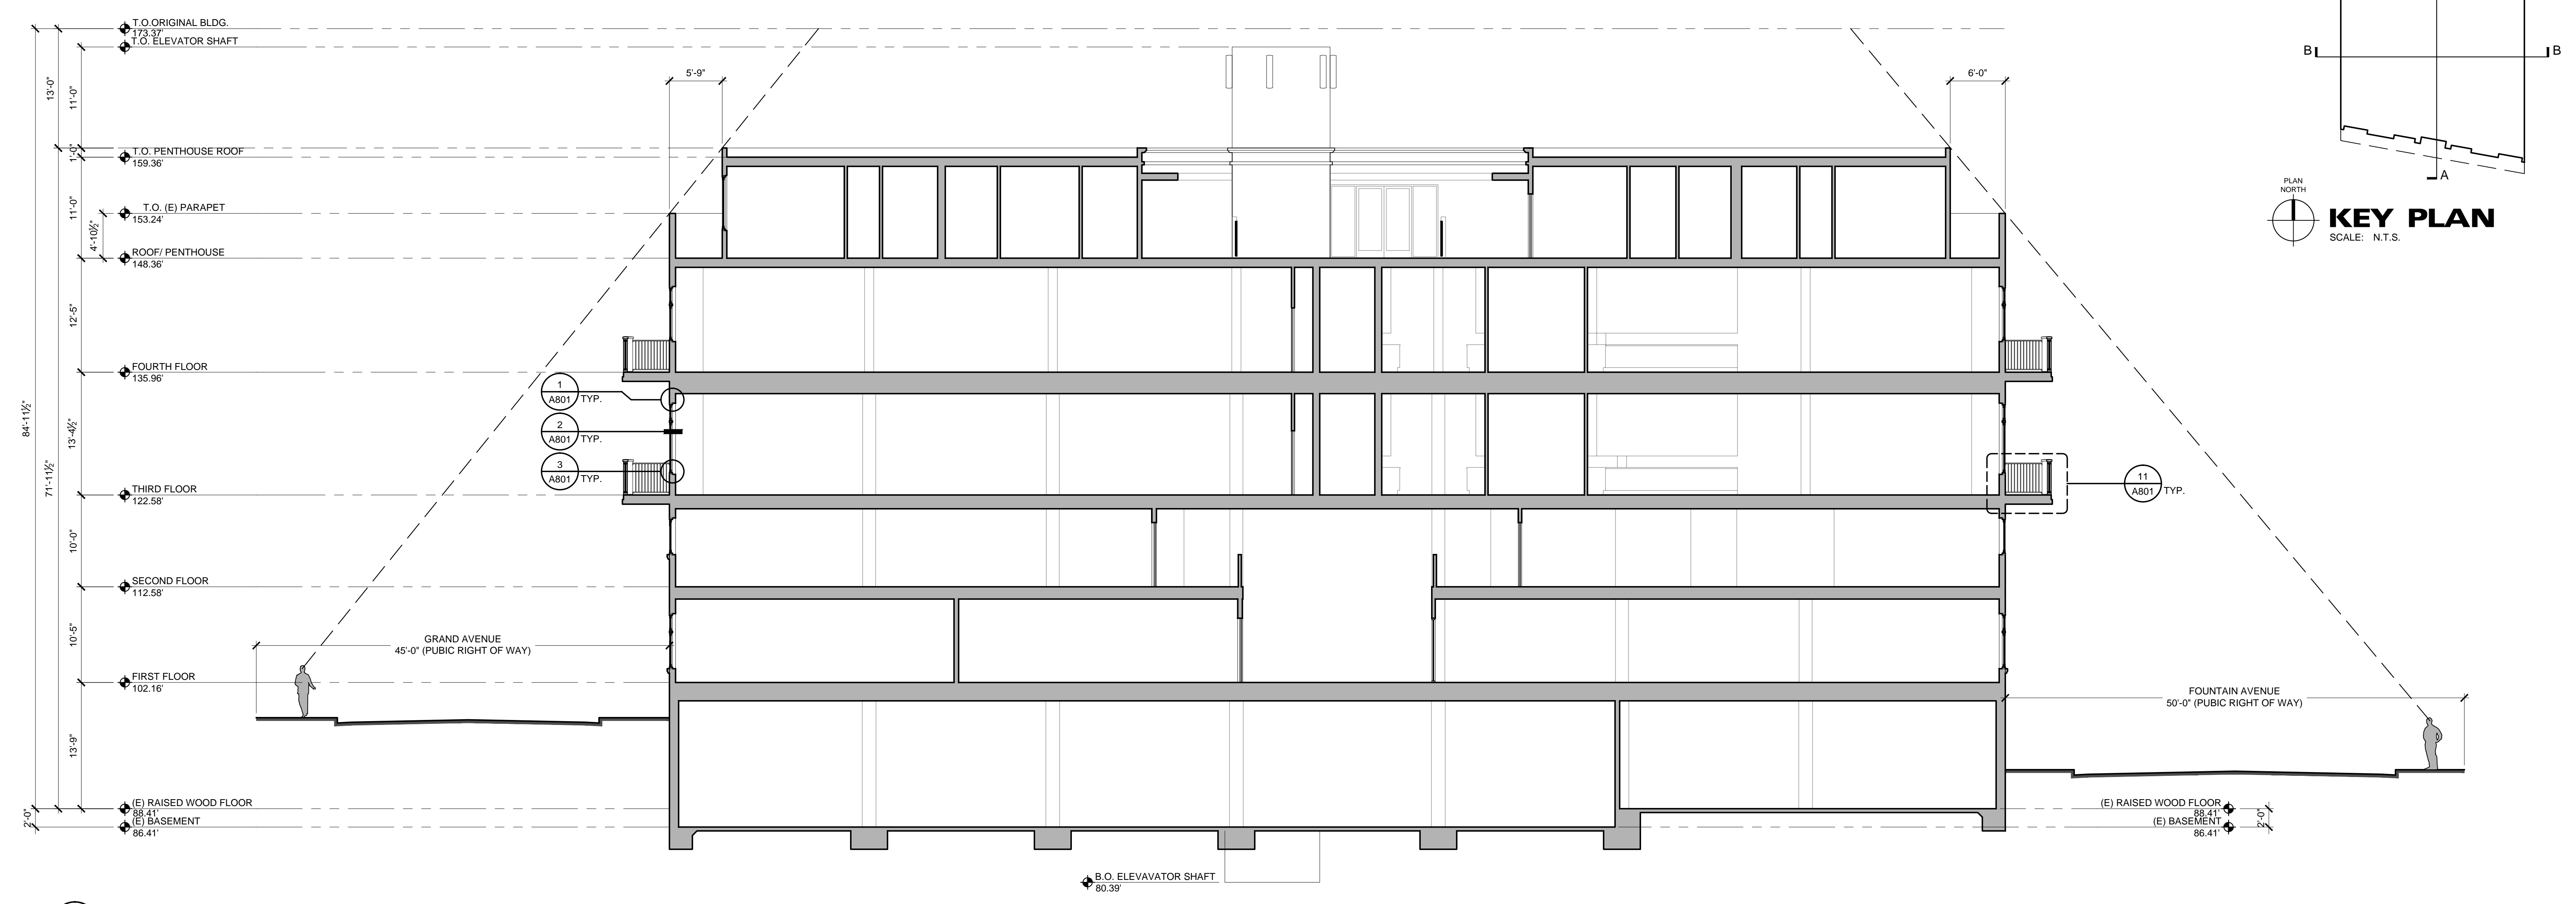 T.O.ORIGINAL BLDG.
173.37'
T.O. ELEVATOR SHAFT
13'-0"
11'-0"
5'-9"
6'-0"
B
B
A
PLAN
NORTH
KEY PLAN
SCALE: N.T.S.
1'-0"
T.O. PENTHOUSE ROOF
159.36'
11'-0"
T.O. (E) PARAPET
153.24'
4'-10½"
ROOF/ PENTHOUSE
148.36'
12'-5"
FOURTH FLOOR
135.96'
1
A801
TYP.
84'-11½"
13'-4½"
2
A801
TYP.
71'-11½"
3
A801
TYP.
11
A801
TYP.
THIRD FLOOR
122.58'
10'-0"
SECOND FLOOR
112.58'
10'-5"
GRAND AVENUE
45'-0" (PUBIC RIGHT OF WAY)
FIRST FLOOR
102.16'
FOUNTAIN AVENUE
50'-0" (PUBIC RIGHT OF WAY)
13'-9"
(E) RAISED WOOD FLOOR
88.41'
(E) BASEMENT
86.41'
2'-0"
(E) RAISED WOOD FLOOR
88.41'
(E) BASEMENT
86.41'
2'-0"
B.O. ELEVAVATOR SHAFT
80.39'